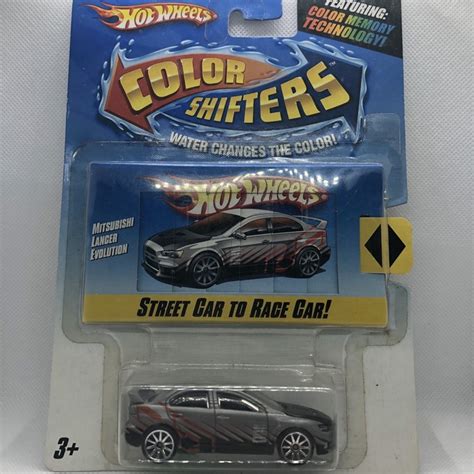 HOT WHEELS
FEATURING:
COLOR MEMORY
TECHNOLOGY!
COLOR
SHIFTERS™
WATER CHANGES THE COLOR!
HOT WHEELS
MITSUBISHI
LANCER
EVOLUTION
STREET CAR TO RACE CAR!
3+